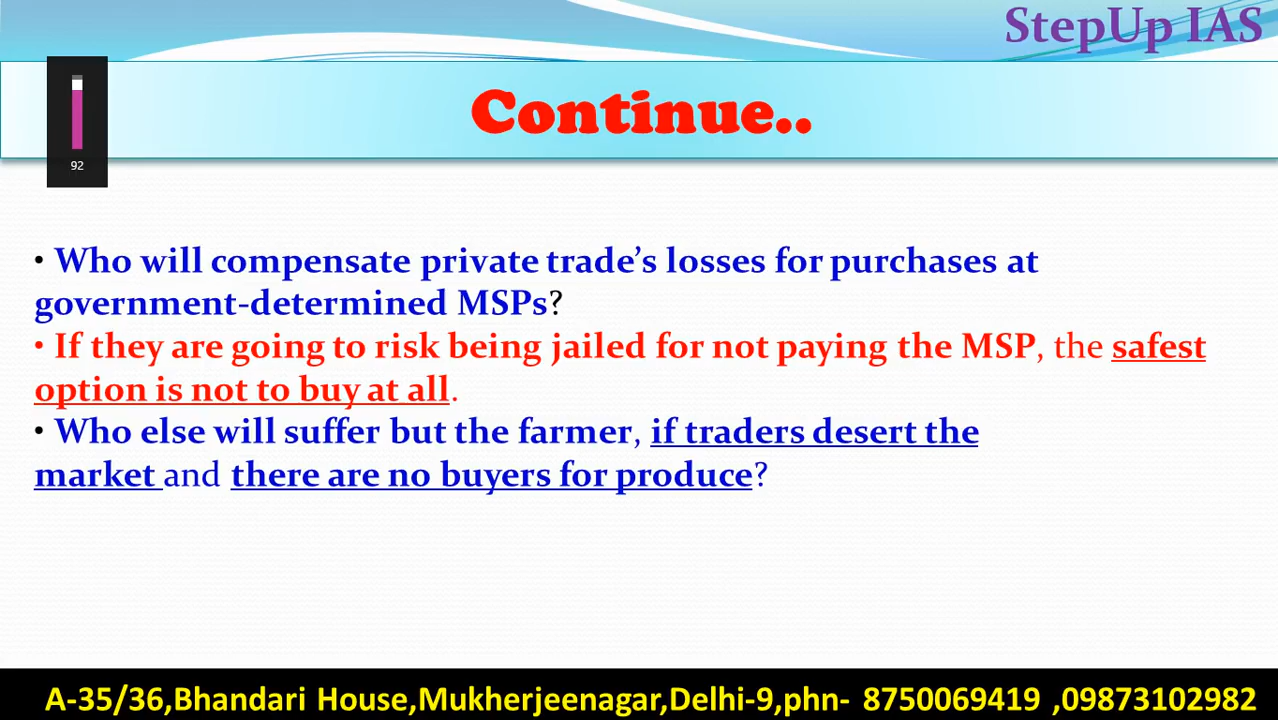 StepUp IAS
Continue..
92
• Who will compensate private trade’s losses for purchases at
government-determined MSPs?
• If they are going to risk being jailed for not paying the MSP, the safest
option is not to buy at all.
• Who else will suffer but the farmer, if traders desert the
market and there are no buyers for produce?
A-35/36,Bhandari House,Mukherjeenagar,Delhi-9,phn- 8750069419 ,09873102982